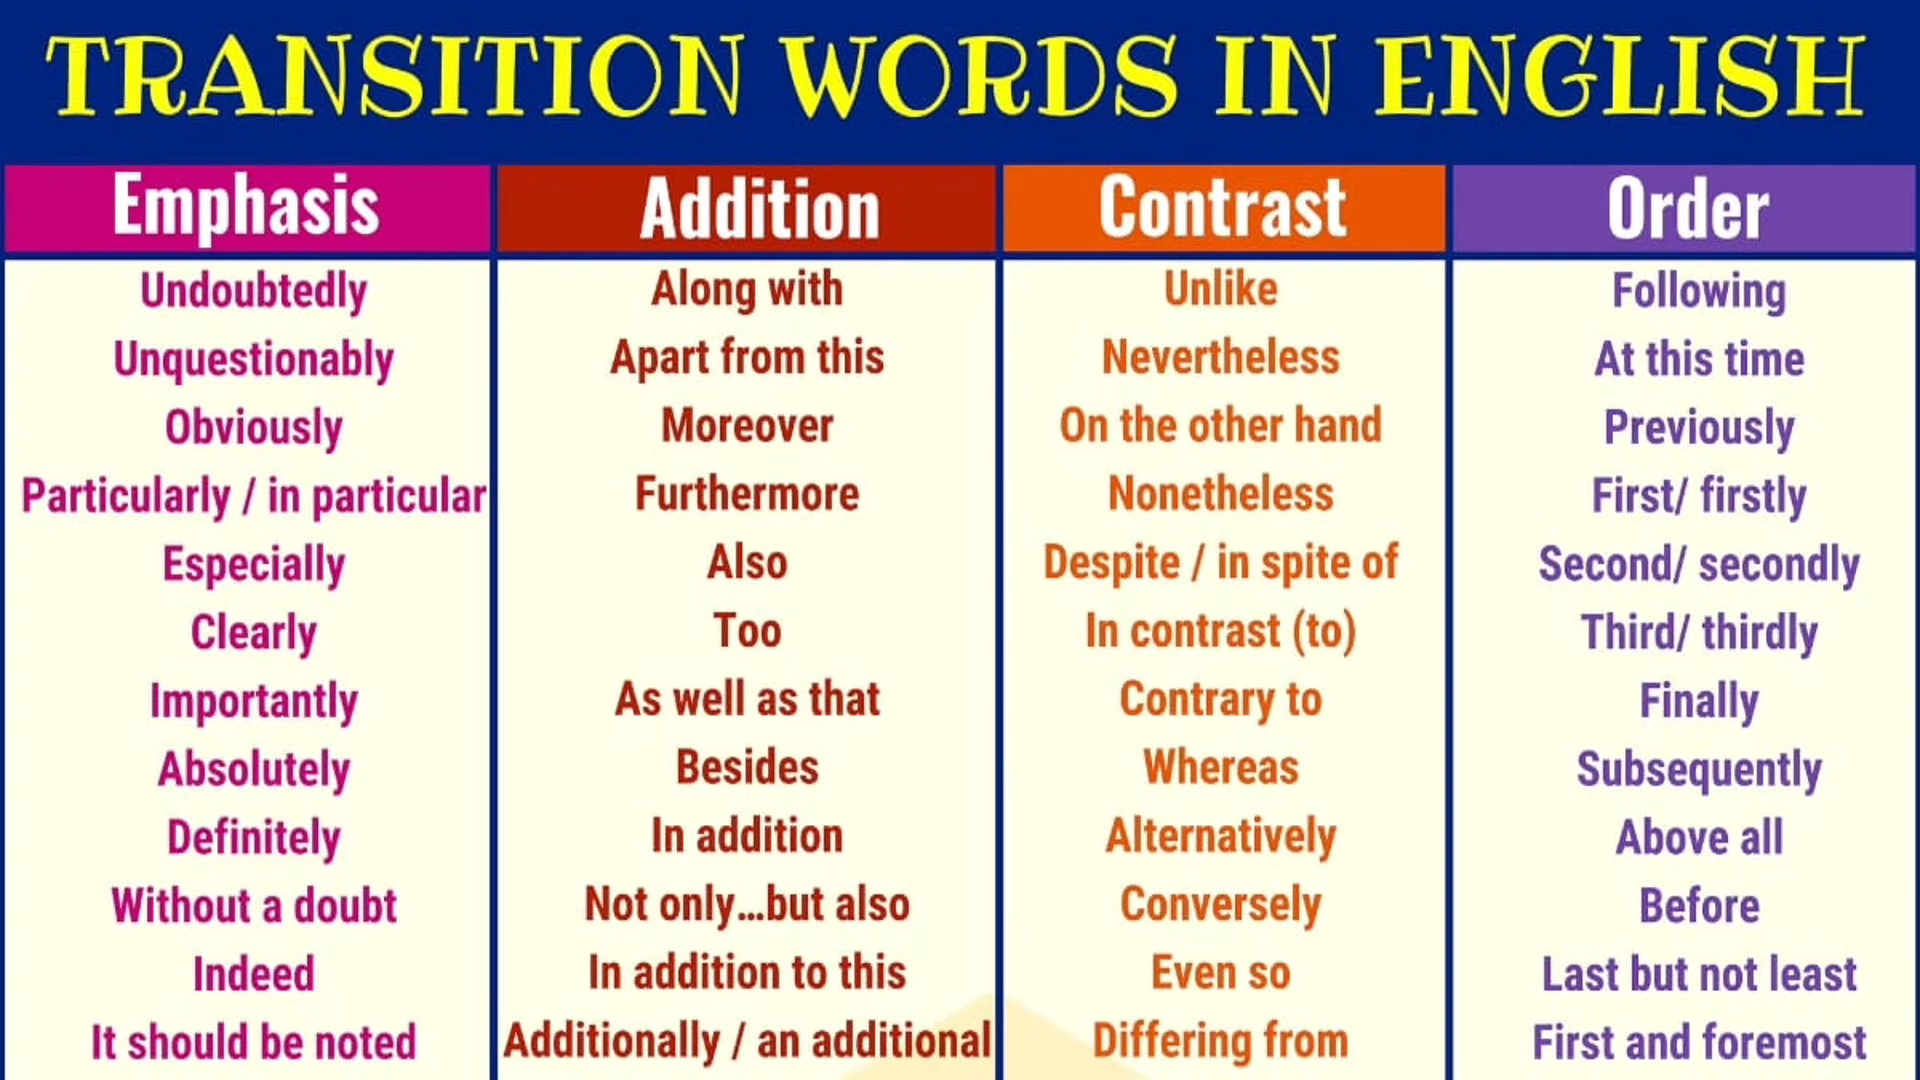 TRANSITION WORDS IN ENGLISH
Emphasis
Undoubtedly
Unquestionably
Obviously
Particularly / in particular
Especially
Clearly
Importantly
Absolutely
Definitely
Without a doubt
Indeed
It should be noted
Addition
Along with
Apart from this
Moreover
Furthermore
Also
Too
As well as that
Besides
In addition
Not only...but also
In addition to this
Additionally / an additional
Contrast
Unlike
Nevertheless
On the other hand
Nonetheless
Despite / in spite of
In contrast (to)
Contrary to
Whereas
Alternatively
Conversely
Even so
Differing from
Order
Following
At this time
Previously
First/ firstly
Second/ secondly
Third/ thirdly
Finally
Subsequently
Above all
Before
Last but not least
First and foremost